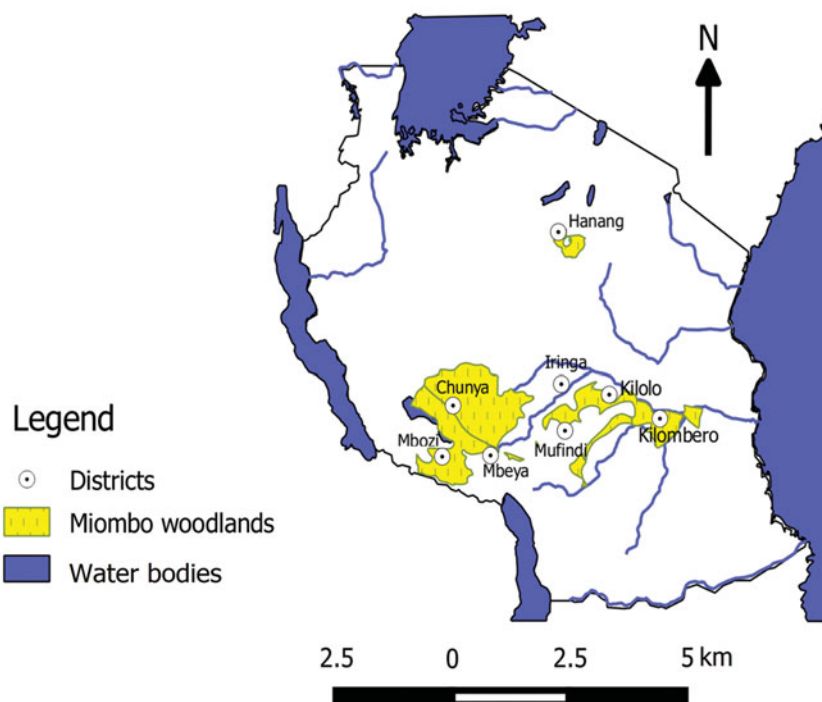 N
Hanang
Iringa
Chunya
Kilolo
Mbozi
Mufindi
Kilombero
Mbeya
Legend
Districts
Miombo woodlands
Water bodies
2.5 0 2.5 5 km